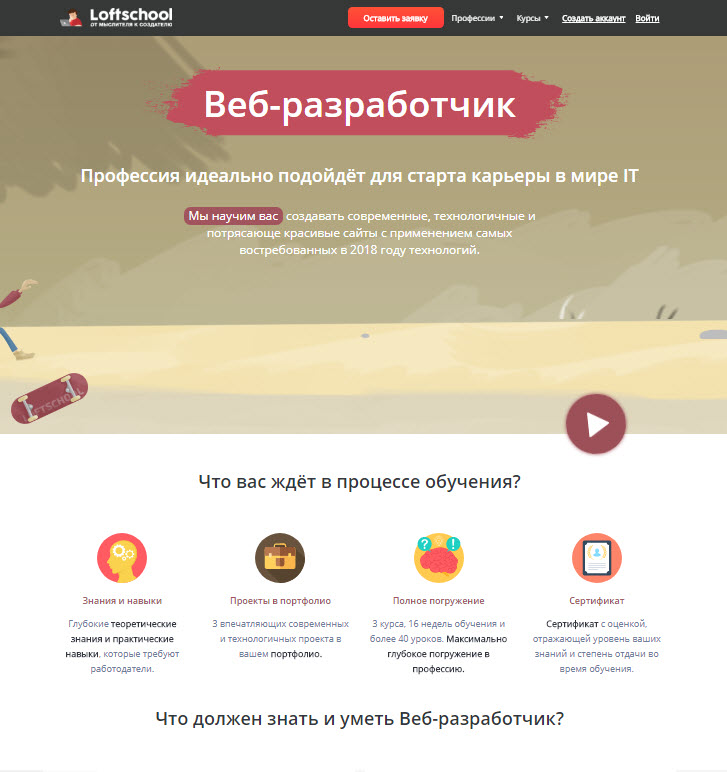 Loftschool
ОТ МЫСЛИТЕЛЯ К СОЗДАТЕЛЮ
Оставить заявку
Профессии
Курсы
Создать аккаунт
Войти
Веб-разработчик
Профессия идеально подойдёт для старта карьеры в мире IT
Мы научим вас создавать современные, технологичные и
потрясающе красивые сайты с применением самых
востребованных в 2018 году технологий.
LOFTSCHOOL
Что вас ждёт в процессе обучения?
? !
Знания и навыки
Глубокие теоретические
знания и практические
навыки, которые требуют
работодатели.
Проекты в портфолио
3 впечатляющих современных
и технологичных проекта в
вашем портфолио.
Полное погружение
3 курса, 16 недель обучения и
более 40 уроков. Максимально
глубокое погружение в
профессию.
Сертификат
Сертификат с оценкой,
отражающей уровень ваших
знаний и степень отдачи во
время обучения.
Что должен знать и уметь Веб-разработчик?